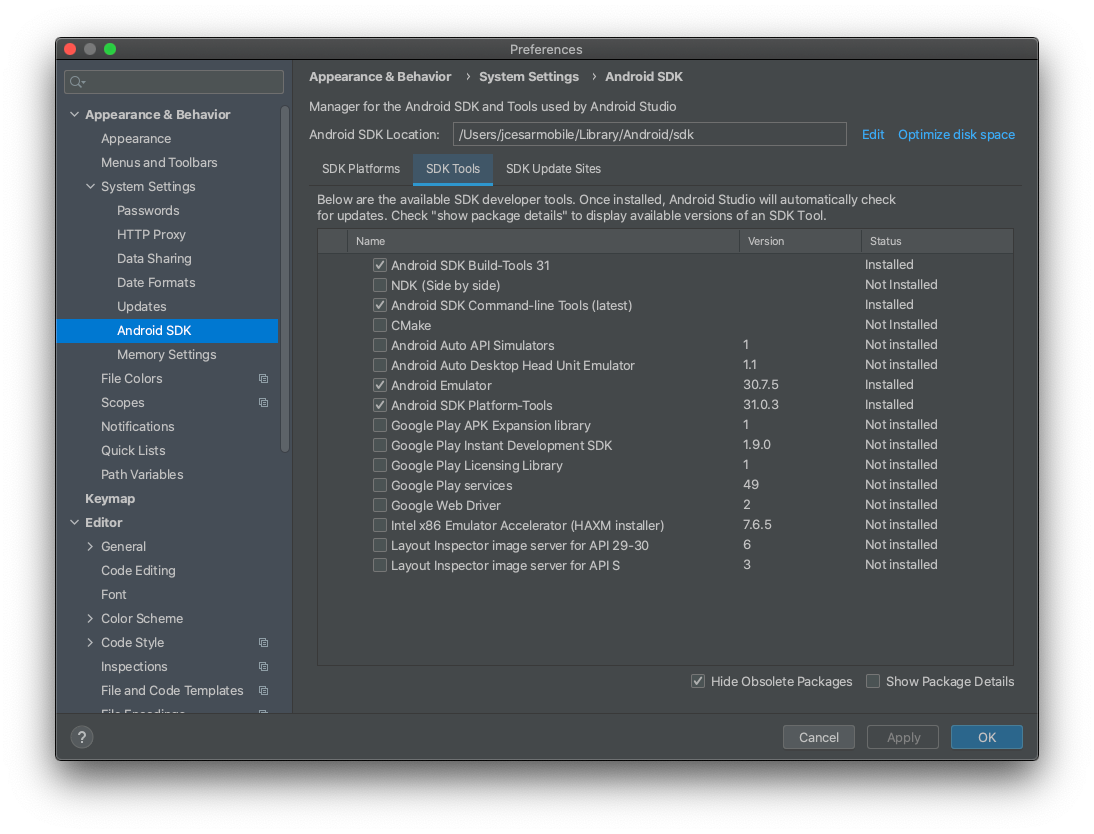 Preferences
Appearance & Behavior
Appearance
Menus and Toolbars
System Settings
Passwords
HTTP Proxy
Data Sharing
Date Formats
Updates
Android SDK
Memory Settings
File Colors
Scopes
Notifications
Quick Lists
Path Variables
Keymap
Editor
General
Code Editing
Font
Color Scheme
Code Style
Inspections
File and Code Templates
File Encodings
Appearance & Behavior › System Settings › Android SDK
Manager for the Android SDK and Tools used by Android Studio
Android SDK Location: /Users/jcesarmobile/Library/Android/sdk Edit Optimize disk space
SDK Platforms SDK Tools SDK Update Sites
Below are the available SDK developer tools. Once installed, Android Studio will automatically check
for updates. Check "show package details" to display available versions of an SDK Tool.
Name Version Status
Android SDK Build-Tools 31 Installed
NDK (Side by side) Not Installed
Android SDK Command-line Tools (latest) Installed
CMake Not Installed
Android Auto API Simulators 1 Not installed
Android Auto Desktop Head Unit Emulator 1.1 Not installed
Android Emulator 30.7.5 Installed
Android SDK Platform-Tools 31.0.3 Installed
Google Play APK Expansion library 1 Not installed
Google Play Instant Development SDK 1.9.0 Not installed
Google Play Licensing Library 1 Not installed
Google Play services 49 Not installed
Google Web Driver 2 Not installed
Intel x86 Emulator Accelerator (HAXM installer) 7.6.5 Not installed
Layout Inspector image server for API 29-30 6 Not installed
Layout Inspector image server for API S 3 Not installed
Hide Obsolete Packages Show Package Details
? Cancel Apply OK